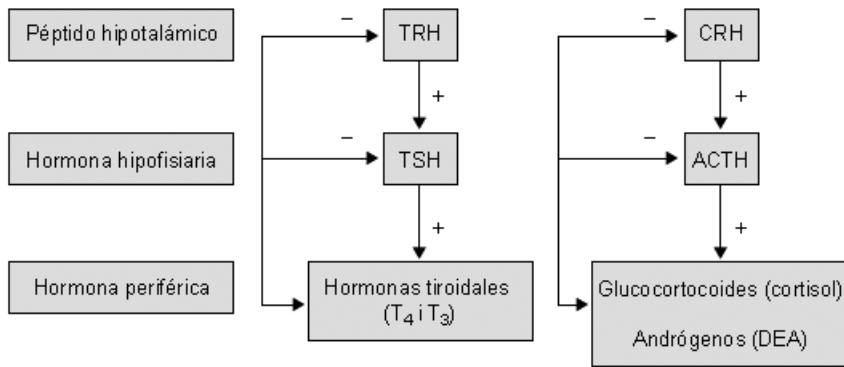 Péptido hipotalámico
TRH
CRH
−
−
+
+
Hormona hipofisiaria
TSH
ACTH
−
−
+
+
Hormona periférica
Hormonas tiroidales
(T4 i T3)
Glucocortocoides (cortisol)
Andrógenos (DEA)